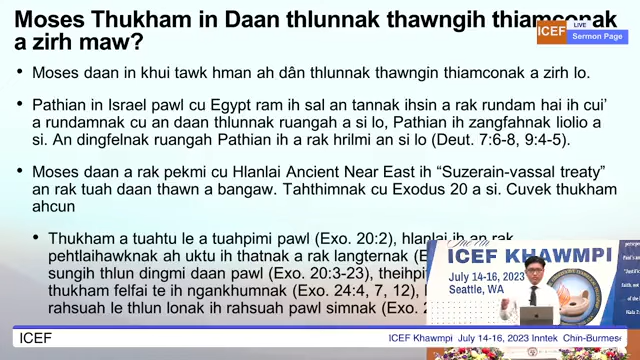 Moses Thukham in Daan thlunnak thawngih thiamconak
a zirh maw?
ICEF
LIVE
Sermon Page
• Moses daan in khui tawk hman ah dân thlunnak thawngin thiamconak a zirh lo.
• Pathian in Israel pawl cu Egypt ram ih sal an tannak ihsin a rak rundam hai ih cui'
a rundamnak cu an daan thlunnak ruangah a si lo, Pathian ih zangfahnak liolio a
si. An dingfelnak ruangah Pathian ih a rak hrilmi an si lo (Deut. 7:6-8, 9:4-5).
• Moses daan a rak pekmi cu Hlanlai Ancient Near East ih “Suzerain-vassal treaty”
an rak tuah daan thawn a bangaw. Tahthimnak cu Exodus 20 a si. Cuvek thukham
ahcun
• Thukham a tuahtu le a tuahpimi pawl (Exo. 20:2), hlanlai ih an rak
pehtlaihawknak ah uktu ih thatnak a rak langternak
sungih thlun dingmi daan pawl (Exo. 20:3-23),
thukham felfai te ih ngankhumnak (Exo. 24:4, 7, 12),
rahsuah le thlun lonak ih rahsuah pawl simnak
ICEF KHAWMPI
July 14-16, 2023
Seattle, WA
ICEF
ICEF Khawmpi July 14-16, 2023 Inntek Chin-Burmese